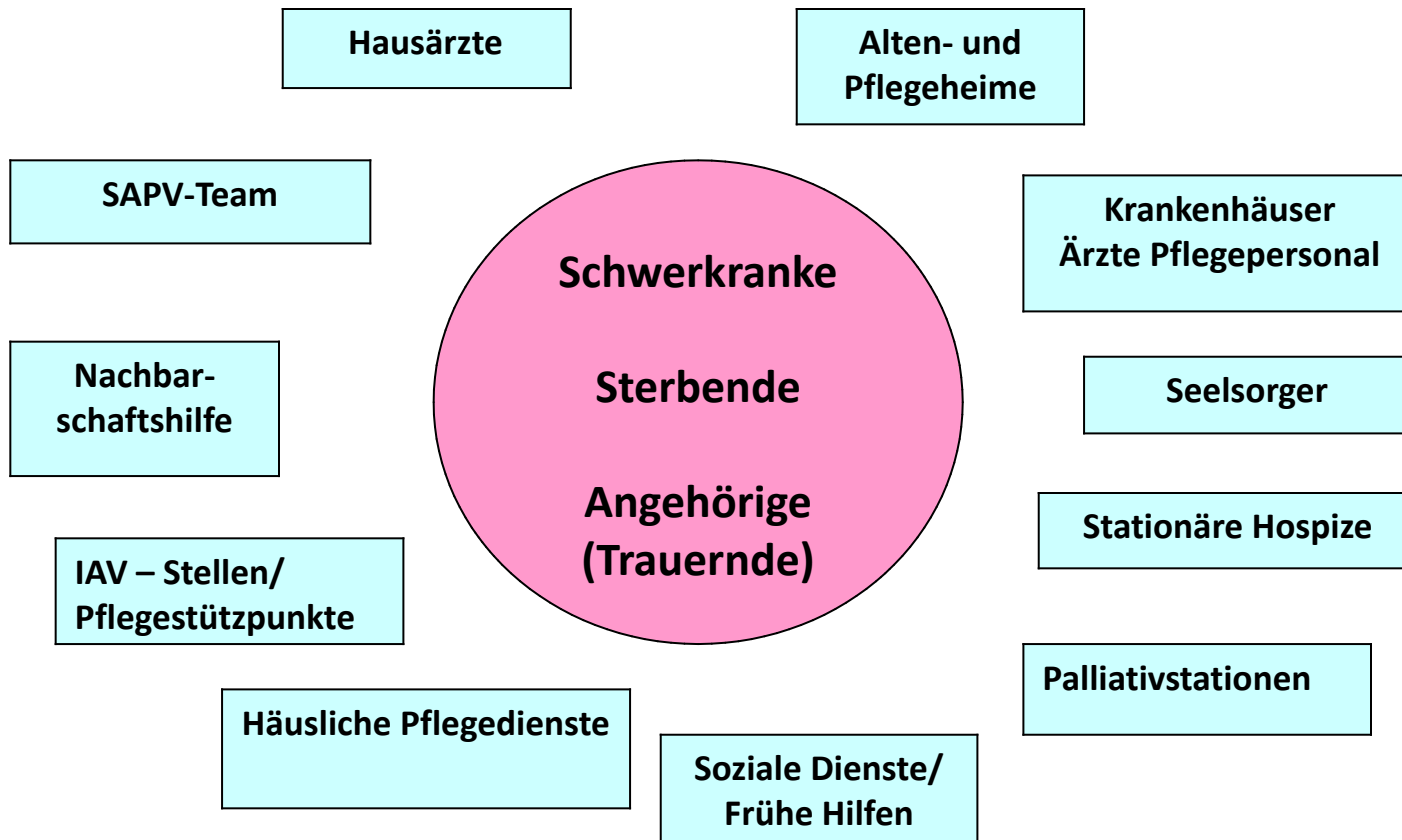 Hausärzte
Alten- und
Pflegeheime
SAPV-Team
Krankenhäuser
Ärzte Pflegepersonal
Schwerkranke
Sterbende
Angehörige
(Trauernde)
Nachbar-
schaftshilfe
Seelsorger
Stationäre Hospize
IAV – Stellen/
Pflegestützpunkte
Palliativstationen
Häusliche Pflegedienste
Soziale Dienste/
Frühe Hilfen